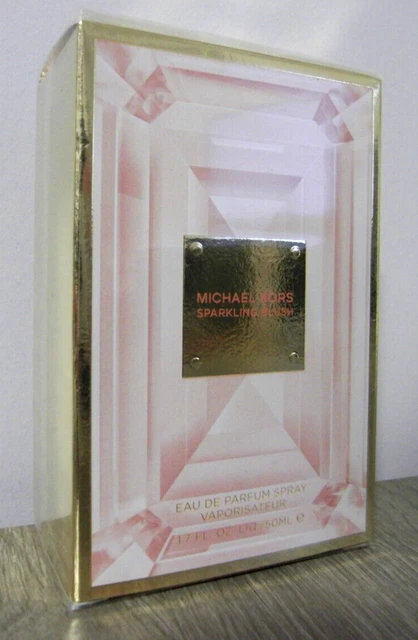 MICHAEL KORS
SPARKLING BLUSH
EAU DE PARFUM SPRAY
VAPORISATEUR
1.7 FL. OZ. LIQ / 50ML ℮